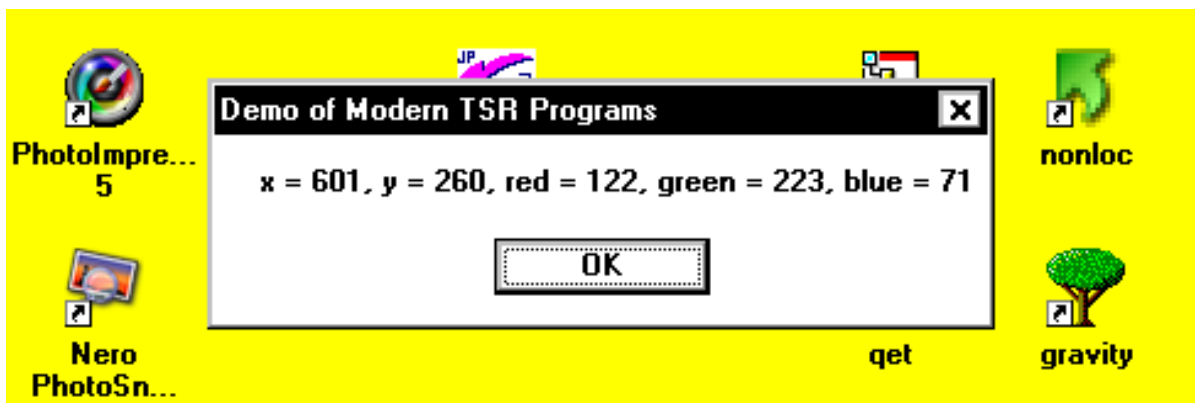 JP
Demo of Modern TSR Programs
PhotoImpre...
5
nonloc
x = 601, y = 260, red = 122, green = 223, blue = 71
OK
Nero
PhotoSn...
qet
gravity